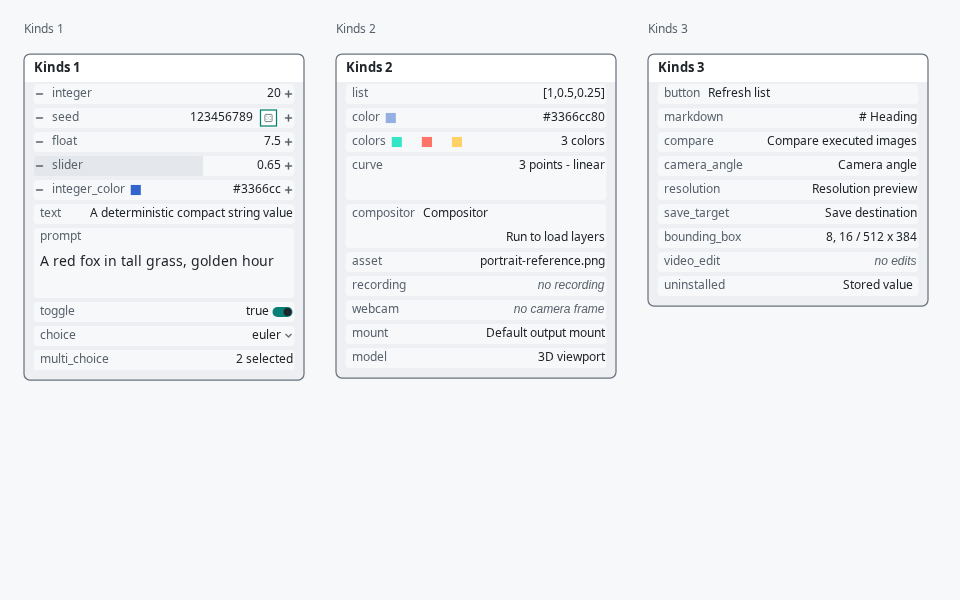 Kinds 1
Kinds 1
integer 20
seed 123456789
float 7.5
slider 0.65
integer_color #3366cc
text A deterministic compact string value
prompt
A red fox in tall grass, golden hour
toggle true
choice euler
multi_choice 2 selected
Kinds 2
Kinds 2
list [1,0.5,0.25]
color #3366cc80
colors 3 colors
curve 3 points - linear
compositor Compositor
Run to load layers
asset portrait-reference.png
recording no recording
webcam no camera frame
mount Default output mount
model 3D viewport
Kinds 3
Kinds 3
button Refresh list
markdown # Heading
compare Compare executed images
camera_angle Camera angle
resolution Resolution preview
save_target Save destination
bounding_box 8, 16 / 512 x 384
video_edit no edits
uninstalled Stored value